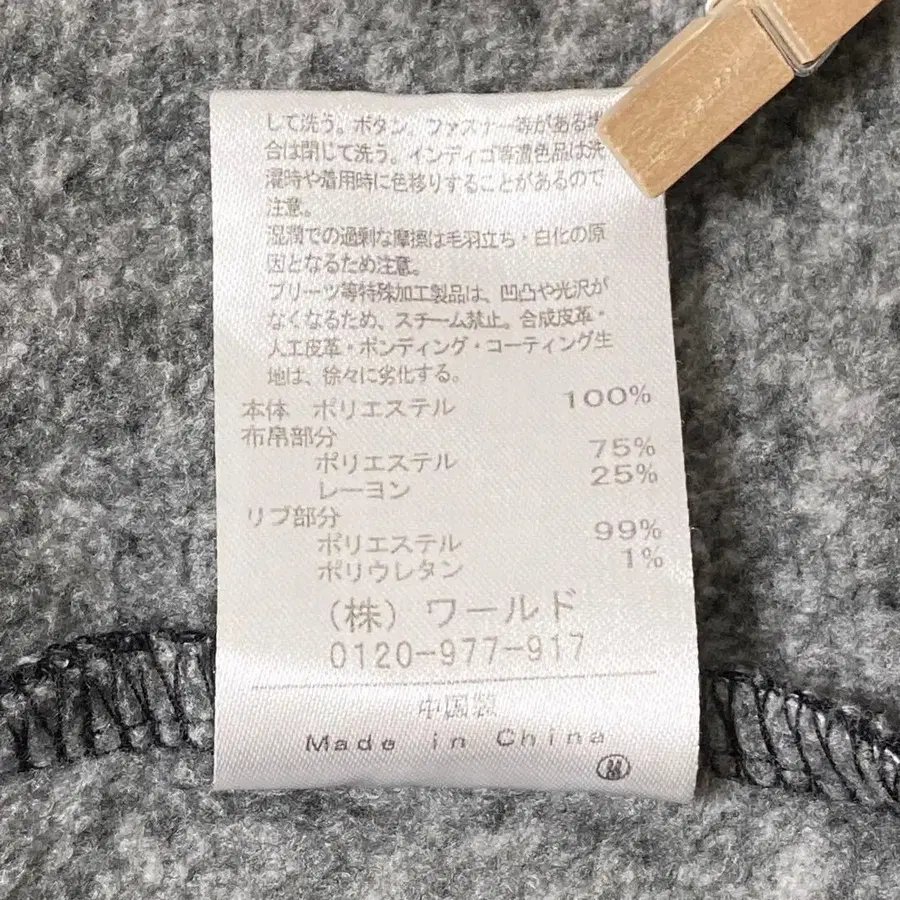 して洗う。ボタン、ファスナー等がある場
合は閉じて洗う。インディゴ等濃色品は洗
濯時や着用時に色移りすることがあるので
注意。
湿潤での過剰な摩擦は毛羽立ち・白化の原
因となるため注意。
プリーツ等特殊加工製品は、凹凸や光沢が
なくなるため、スチーム禁止。合成皮革・
人工皮革・ボンディング・コーティング生
地は、徐々に劣化する。
本体 ポリエステル 100%
布帛部分
ポリエステル 75%
レーヨン 25%
リブ部分
ポリエステル 99%
ポリウレタン 1%
(株) ワールド
0120-977-917
中国製
Made in China